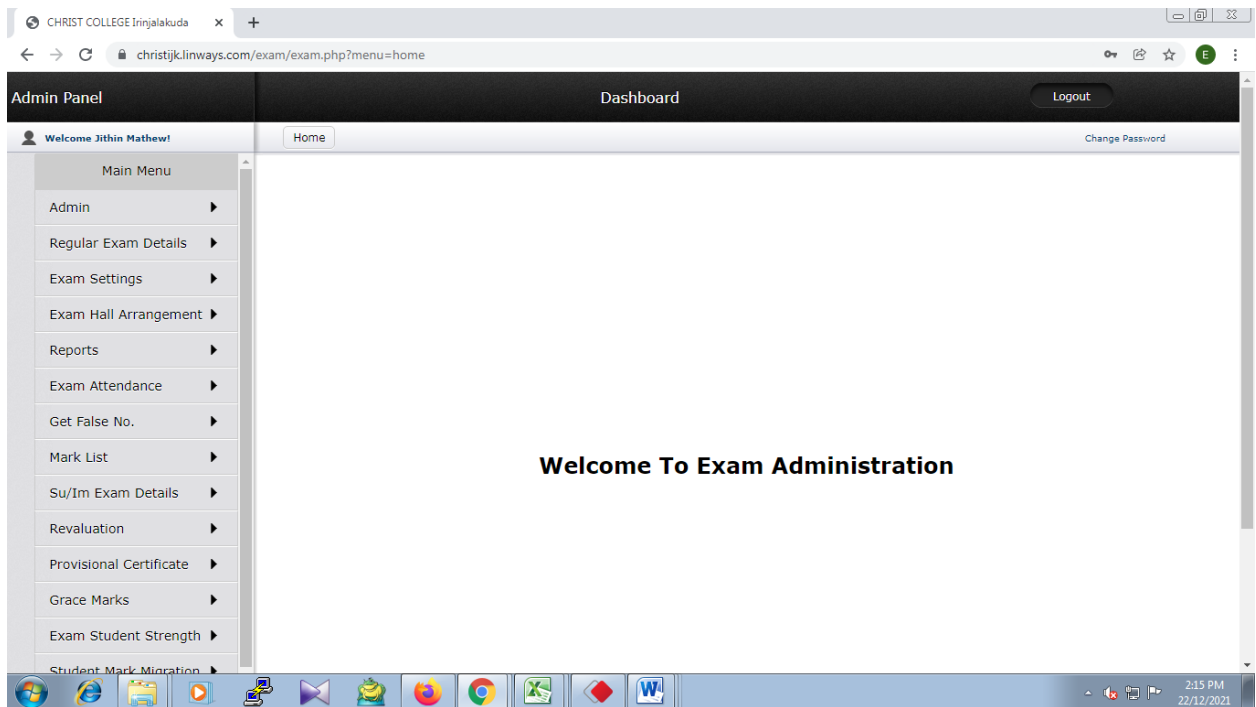 CHRIST COLLEGE Irinjalakuda
christijk.linways.com/exam/exam.php?menu=home
E
Admin Panel
Dashboard
Logout
Welcome Jithin Mathew!
Home
Change Password
Main Menu
Admin
Regular Exam Details
Exam Settings
Exam Hall Arrangement
Reports
Exam Attendance
Get False No.
Mark List
Su/Im Exam Details
Revaluation
Provisional Certificate
Grace Marks
Exam Student Strength
Student Mark Migration
Welcome To Exam Administration
2:15 PM
22/12/2021